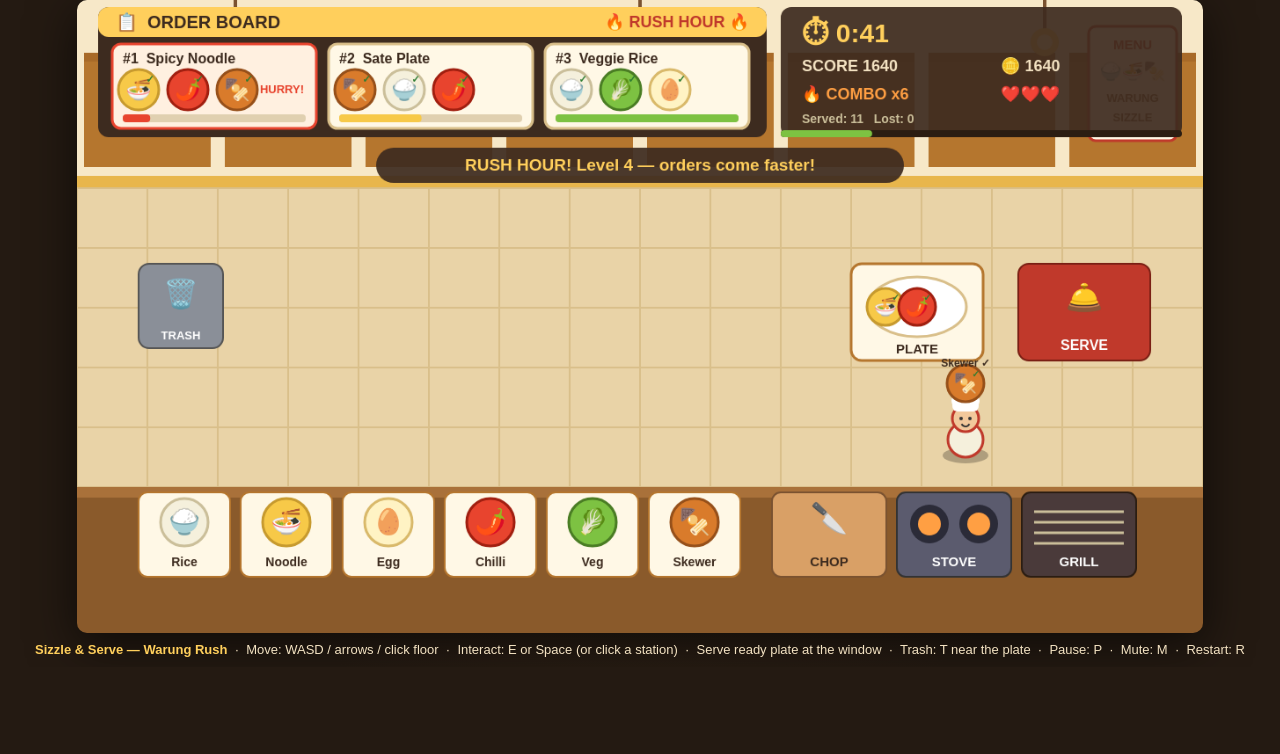 ORDER BOARD
RUSH HOUR
#1 Spicy Noodle
HURRY!
#2 Sate Plate
#3 Veggie Rice
0:41
SCORE 1640
1640
COMBO x6
Served: 11 Lost: 0
MENU
WARUNG
SIZZLE
RUSH HOUR! Level 4 — orders come faster!
TRASH
PLATE
SERVE
Skewer ✓
Rice
Noodle
Egg
Chilli
Veg
Skewer
CHOP
STOVE
GRILL
Sizzle & Serve — Warung Rush · Move: WASD / arrows / click floor · Interact: E or Space (or click a station) · Serve ready plate at the window · Trash: T near the plate · Pause: P · Mute: M · Restart: R